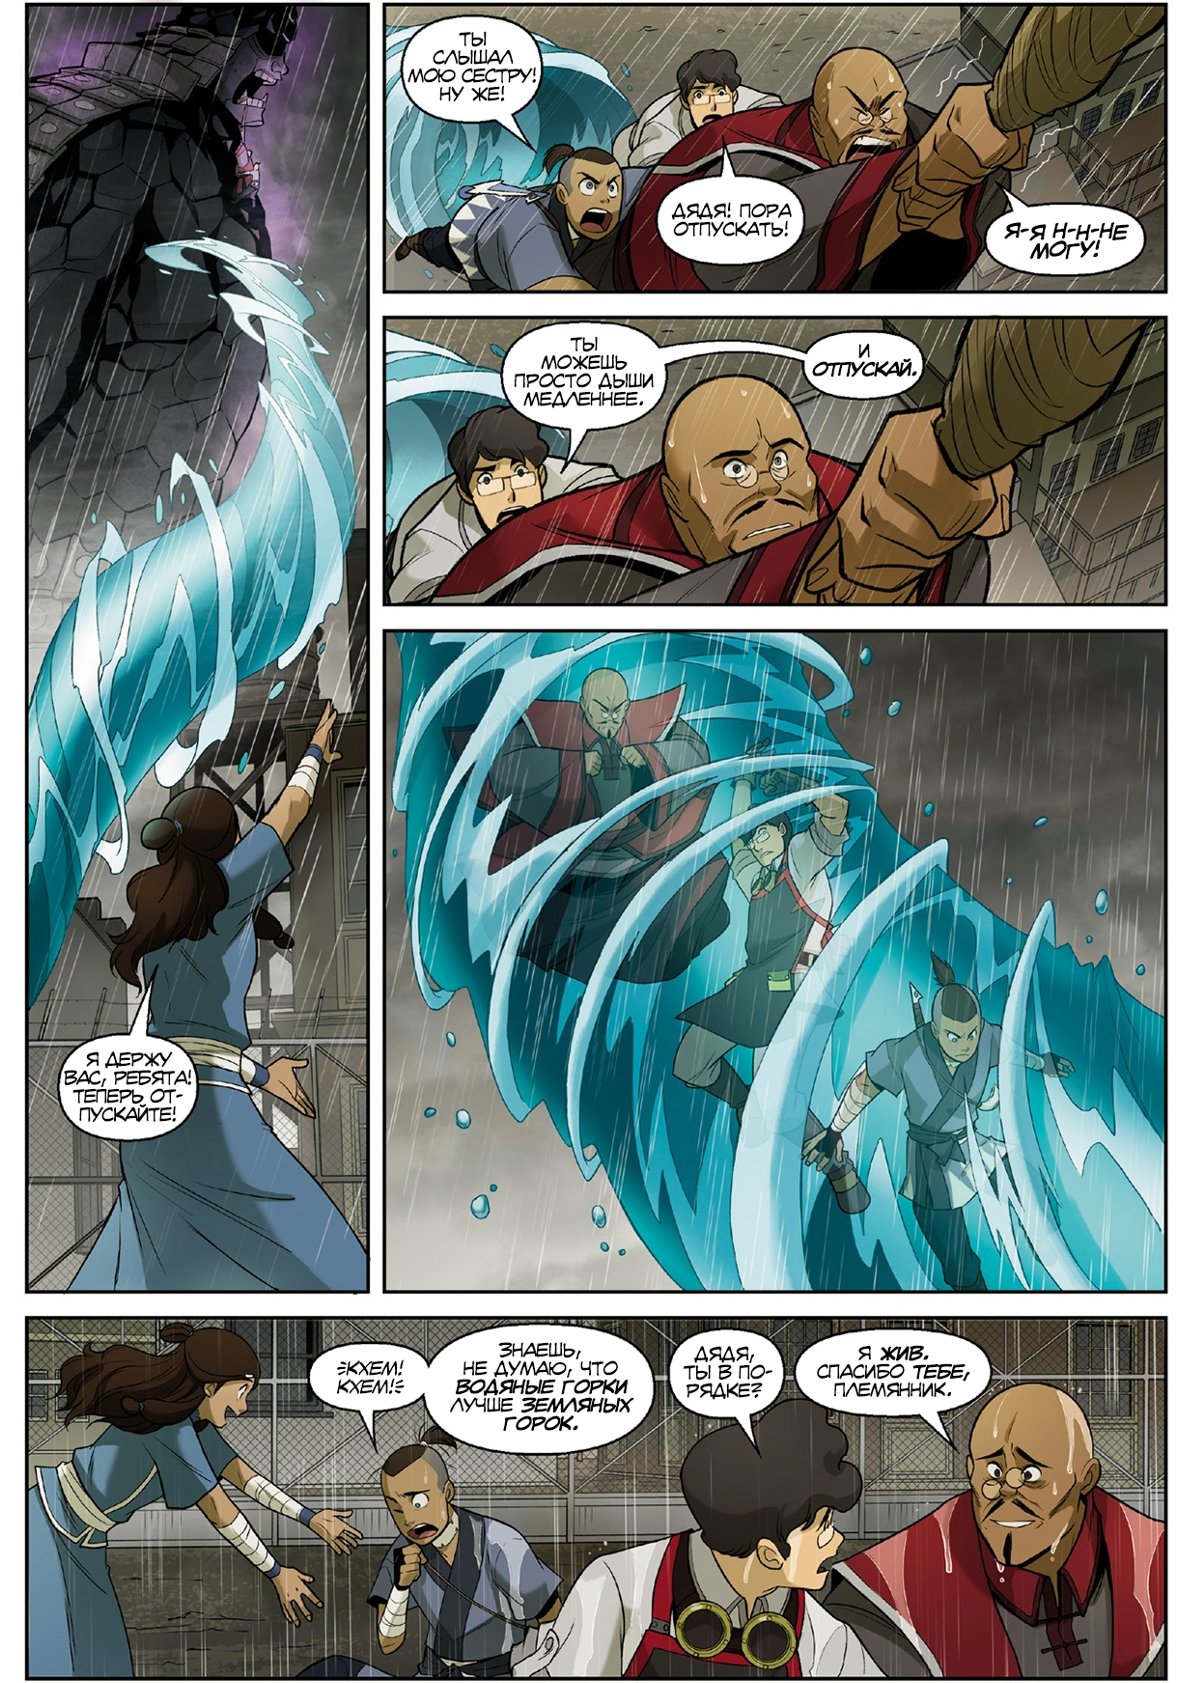 Я ДЕРЖУ
ВАС, РЕБЯТА!
ТЕПЕРЬ ОТ-
ПУСКАЙТЕ!
ТЫ
СЛЫШАЛ
МОЮ СЕСТРУ!
НУ ЖЕ!
ДЯДЯ! ПОРА
ОТПУСКАТЬ!
Я-Я Н-Н-НЕ
МОГУ!
ТЫ
МОЖЕШЬ
ПРОСТО ДЫШИ
МЕДЛЕННЕЕ.
И
ОТПУСКАЙ.
КХЕМ!
КХЕМ!
ЗНАЕШЬ,
НЕ ДУМАЮ, ЧТО
ВОДЯНЫЕ ГОРКИ
ЛУЧШЕ ЗЕМЛЯНЫХ
ГОРОК.
ДЯДЯ,
ТЫ В ПО-
РЯДКЕ?
Я ЖИВ.
СПАСИБО ТЕБЕ,
ПЛЕМЯННИК.